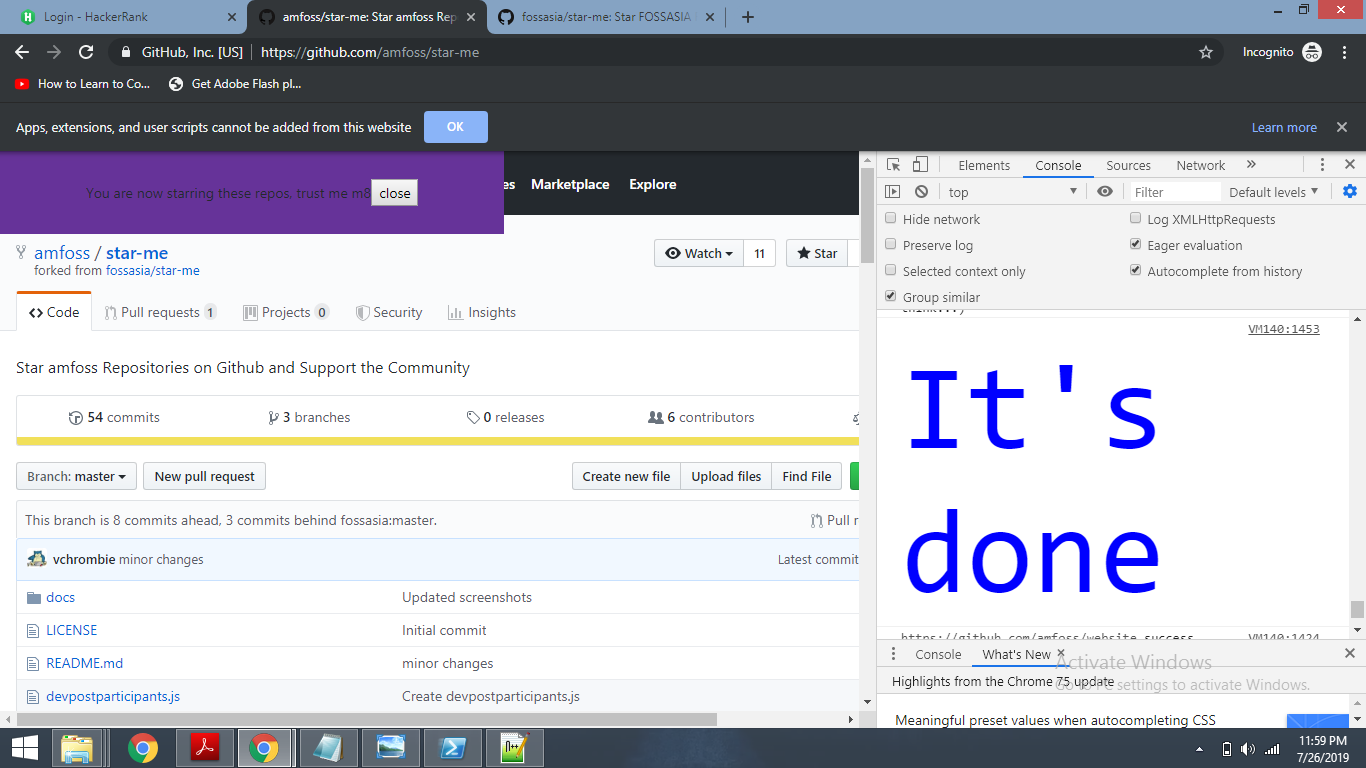 Login - HackerRank
amfoss/star-me: Star amfoss Rep
fossasia/star-me: Star FOSSASIA
GitHub, Inc. [US] | https://github.com/amfoss/star-me
Incognito
How to Learn to Co...
Get Adobe Flash pl...
Apps, extensions, and user scripts cannot be added from this website
OK
Learn more
You are now starring these repos, trust me m8
close
es
Marketplace
Explore
amfoss / star-me
forked from fossasia/star-me
Watch
11
Star
Code
Pull requests 1
Projects 0
Security
Insights
Star amfoss Repositories on Github and Support the Community
54 commits
3 branches
0 releases
6 contributors
Branch: master
New pull request
Create new file
Upload files
Find File
This branch is 8 commits ahead, 3 commits behind fossasia:master.
Pull r
vchrombie minor changes
Latest commit
docs
Updated screenshots
LICENSE
Initial commit
README.md
minor changes
devpostparticipants.js
Create devpostparticipants.js
Elements
Console
Sources
Network
top
Filter
Default levels
Hide network
Log XMLHttpRequests
Preserve log
Eager evaluation
Selected context only
Autocomplete from history
Group similar
think...)
VM140:1453
It's
done
https://github.com/amfoss/website success
VM140:1424
Console
What's New
Highlights from the Chrome 75 update
Meaningful preset values when autocompleting CSS
Activate Windows
Go to PC settings to activate Windows.
11:59 PM
7/26/2019